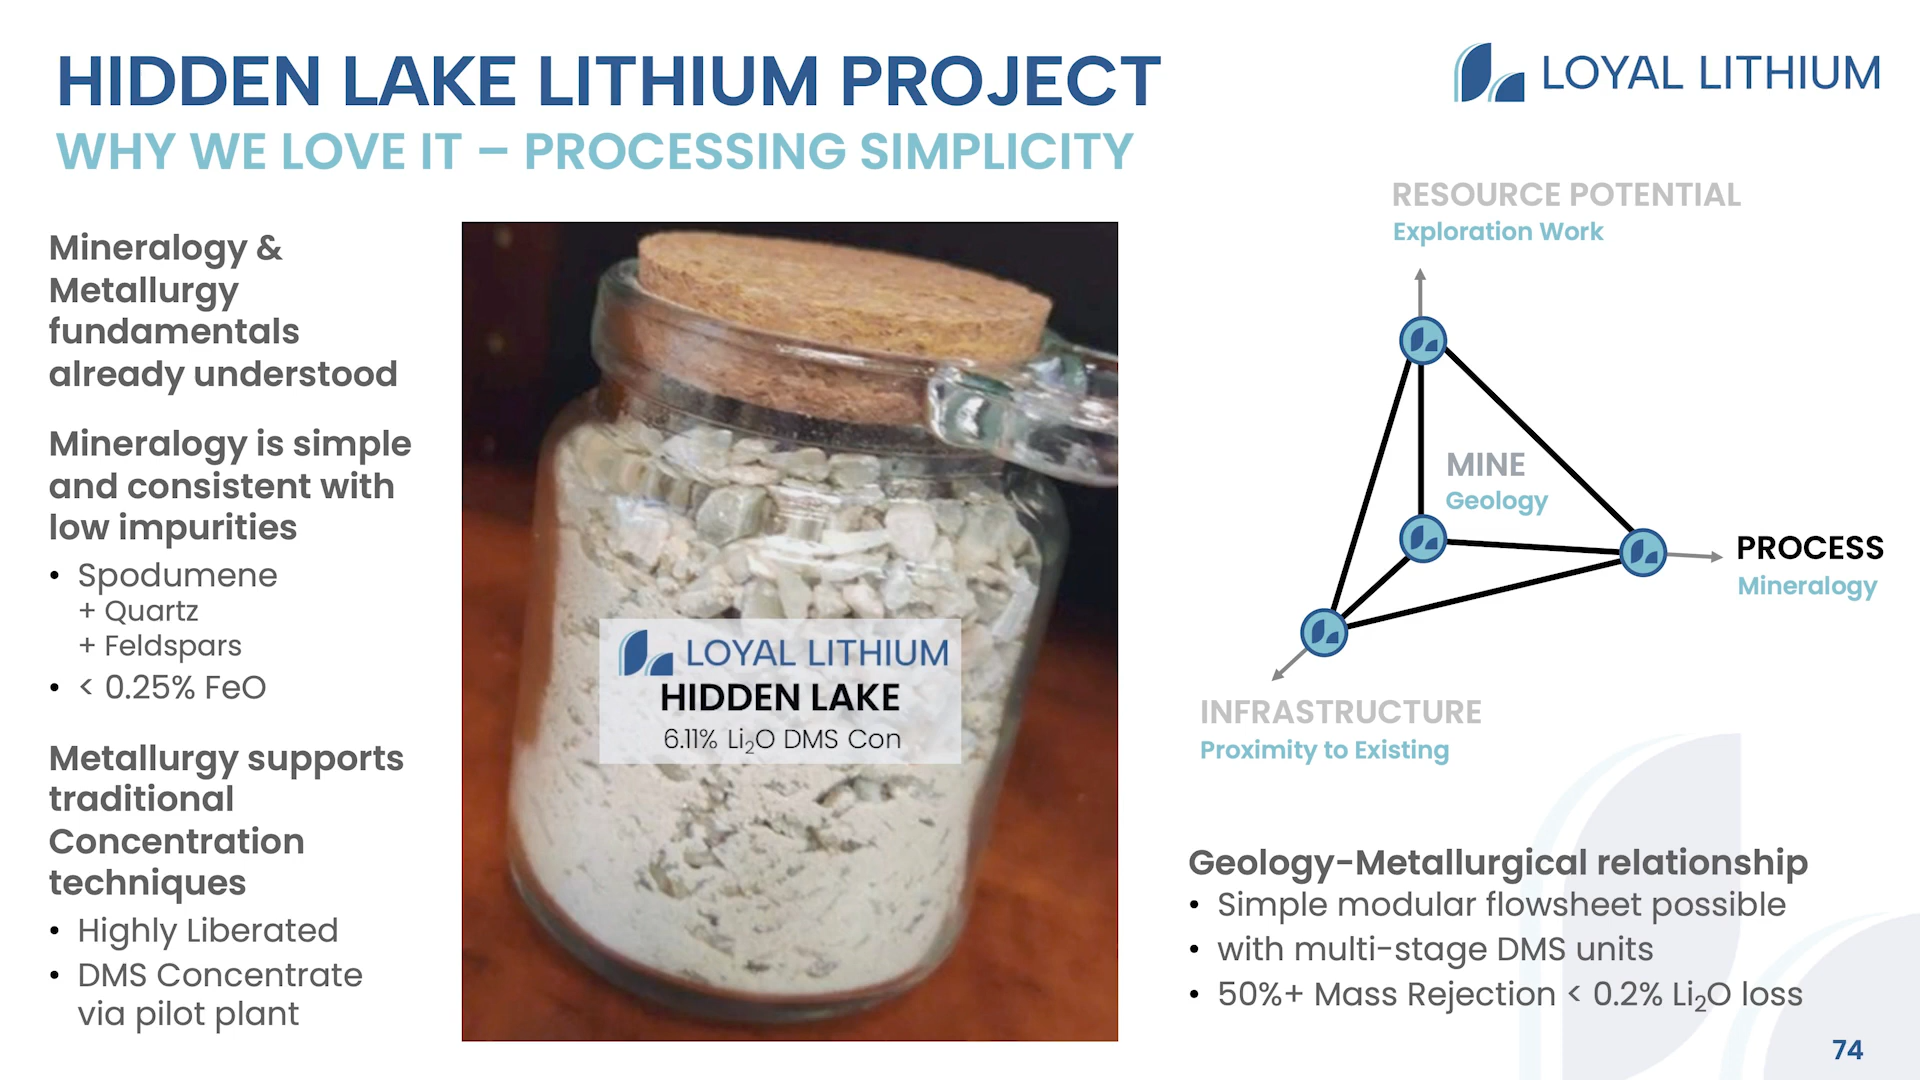 HIDDEN LAKE LITHIUM PROJECT
WHY WE LOVE IT – PROCESSING SIMPLICITY
LOYAL LITHIUM
Mineralogy &
Metallurgy
fundamentals
already understood
Mineralogy is simple
and consistent with
low impurities
• Spodumene
+ Quartz
+ Feldspars
• < 0.25% FeO
Metallurgy supports
traditional
Concentration
techniques
• Highly Liberated
• DMS Concentrate
via pilot plant
LOYAL LITHIUM
HIDDEN LAKE
6.11% Li₂O DMS Con
RESOURCE POTENTIAL
Exploration Work
MINE
Geology
PROCESS
Mineralogy
INFRASTRUCTURE
Proximity to Existing
Geology-Metallurgical relationship
• Simple modular flowsheet possible
• with multi-stage DMS units
• 50%+ Mass Rejection < 0.2% Li₂O loss
74